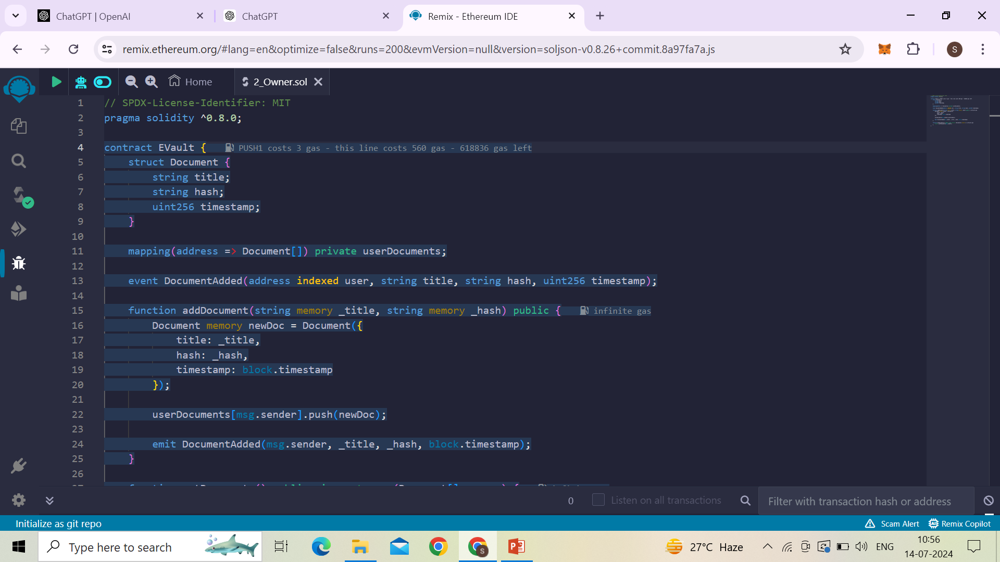 ChatGPT | OpenAI
ChatGPT
Remix - Ethereum IDE
remix.ethereum.org/#lang=en&optimize=false&runs=200&evmVersion=null&version=soljson-v0.8.26+commit.8a97fa7a.js
S
Home
2_Owner.sol
1 // SPDX-License-Identifier: MIT
2 pragma solidity ^0.8.0;
3
4 contract EVault { PUSH1 costs 3 gas - this line costs 560 gas - 618836 gas left
5 struct Document {
6 string title;
7 string hash;
8 uint256 timestamp;
9 }
10
11 mapping(address => Document[]) private userDocuments;
12
13 event DocumentAdded(address indexed user, string title, string hash, uint256 timestamp);
14
15 function addDocument(string memory _title, string memory _hash) public { infinite gas
16 Document memory newDoc = Document({
17 title: _title,
18 hash: _hash,
19 timestamp: block.timestamp
20 });
21
22 userDocuments[msg.sender].push(newDoc);
23
24 emit DocumentAdded(msg.sender, _title, _hash, block.timestamp);
25 }
26
0
Listen on all transactions
Filter with transaction hash or address
Initialize as git repo
Scam Alert
Remix Copilot
Type here to search
S
27°C Haze
ENG
10:56
14-07-2024